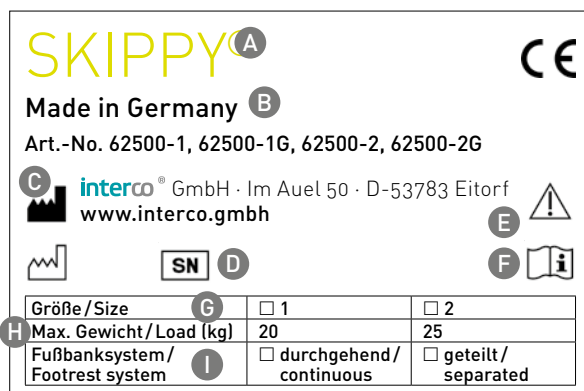 SKIPPY® A
CE
Made in Germany B
Art.-No. 62500-1, 62500-1G, 62500-2, 62500-2G
C interco® GmbH · Im Auel 50 · D-53783 Eitorf
www.interco.gmbh
E
SN D F i
Größe/Size G □ 1 □ 2
H Max. Gewicht/Load (kg) 20 25
Fußbanksystem/ I □ durchgehend/ □ geteilt/
Footrest system continuous separated